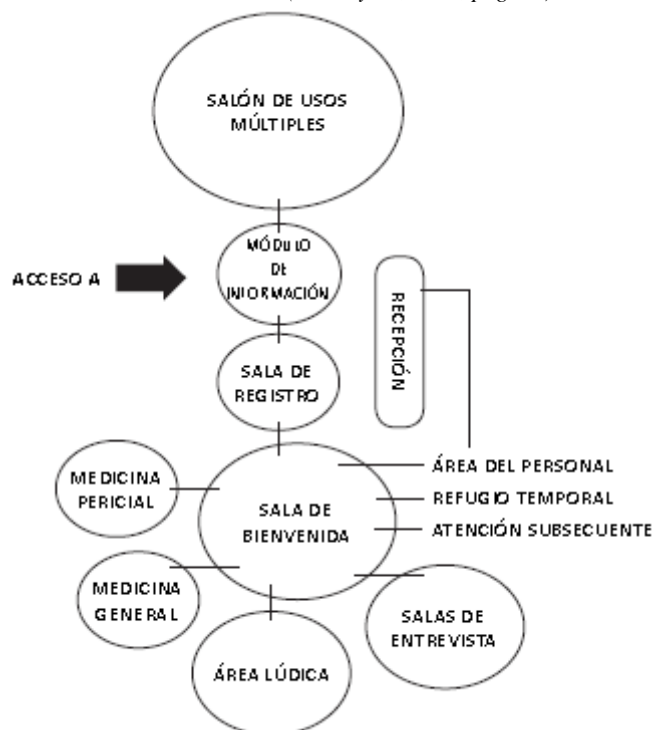 SALÓN DE USOS
MÚLTIPLES
MÓDULO
DE
INFORMACIÓN
ACCESO A
RECEPCIÓN
SALA DE
REGISTRO
ÁREA DEL PERSONAL
REFUGIO TEMPORAL
ATENCIÓN SUBSECUENTE
MEDICINA
PERICIAL
SALA DE
BIENVENIDA
MEDICINA
GENERAL
SALAS DE
ENTREVISTA
ÁREA LÚDICA